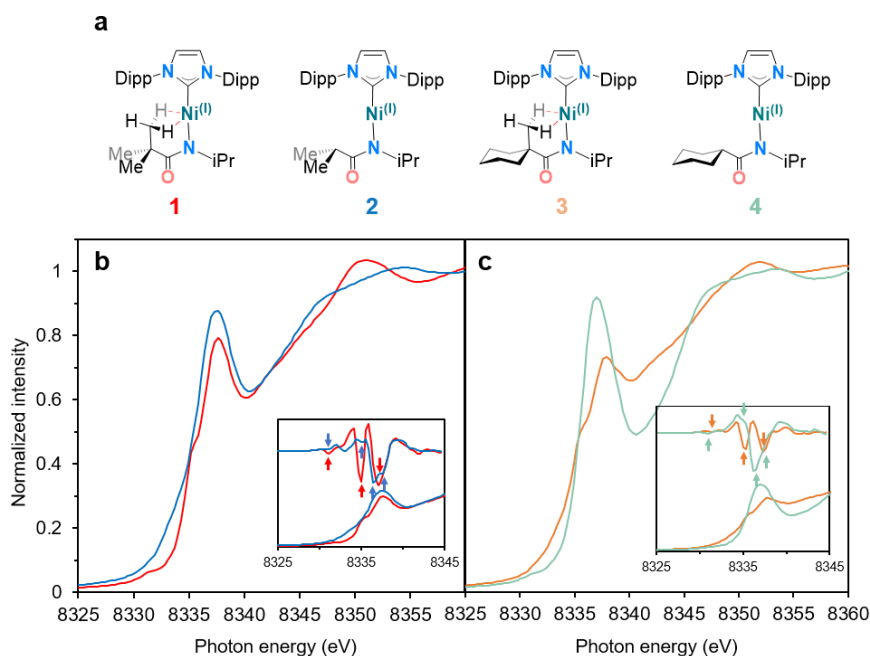 a
Dipp N N Dipp Dipp N N Dipp Dipp N N Dipp Dipp N N Dipp
H Ni(I) Ni(I) H Ni(I) Ni(I)
H H
Me N iPr Me N iPr N iPr N iPr
Me O Me O O O
1 2 3 4
b c
Normalized intensity
1
0.8
0.6
0.4
0.2
0
8325 8335 8345
8325 8335 8345
8325 8330 8335 8340 8345 8350 8355 8325 8330 8335 8340 8345 8350 8355 8360
Photon energy (eV) Photon energy (eV)